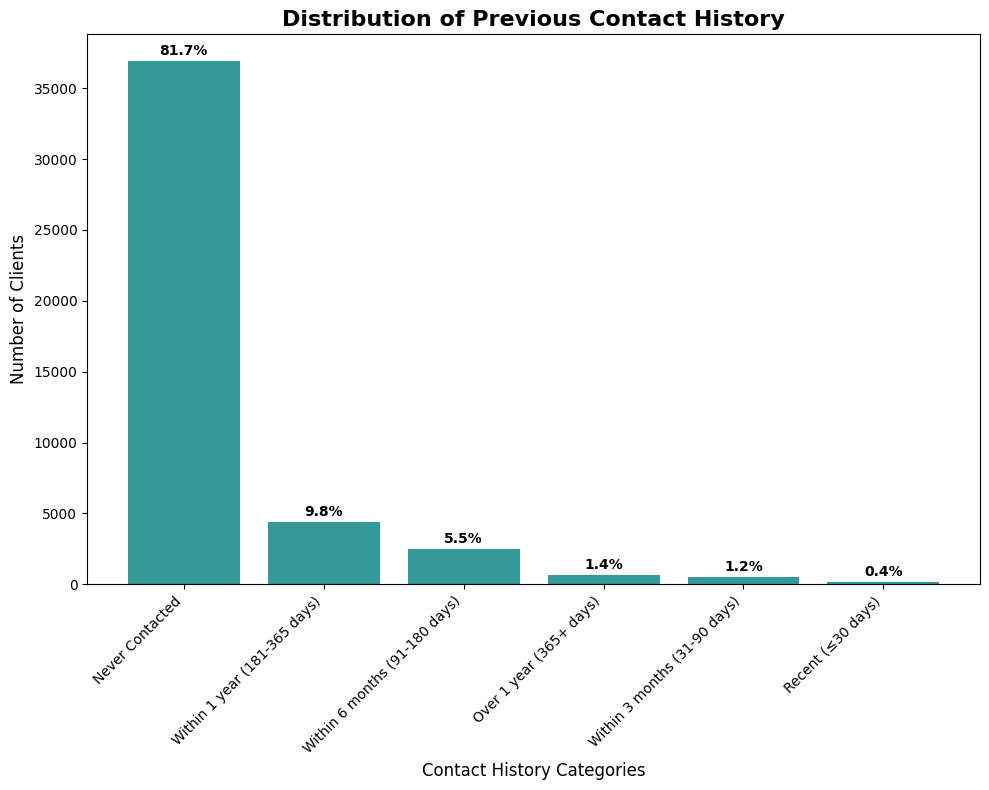 Distribution of Previous Contact History
Number of Clients
35000
30000
25000
20000
15000
10000
5000
0
81.7%
9.8%
5.5%
1.4%
1.2%
0.4%
Never Contacted
Within 1 year (181-365 days)
Within 6 months (91-180 days)
Over 1 year (365+ days)
Within 3 months (31-90 days)
Recent (≤30 days)
Contact History Categories